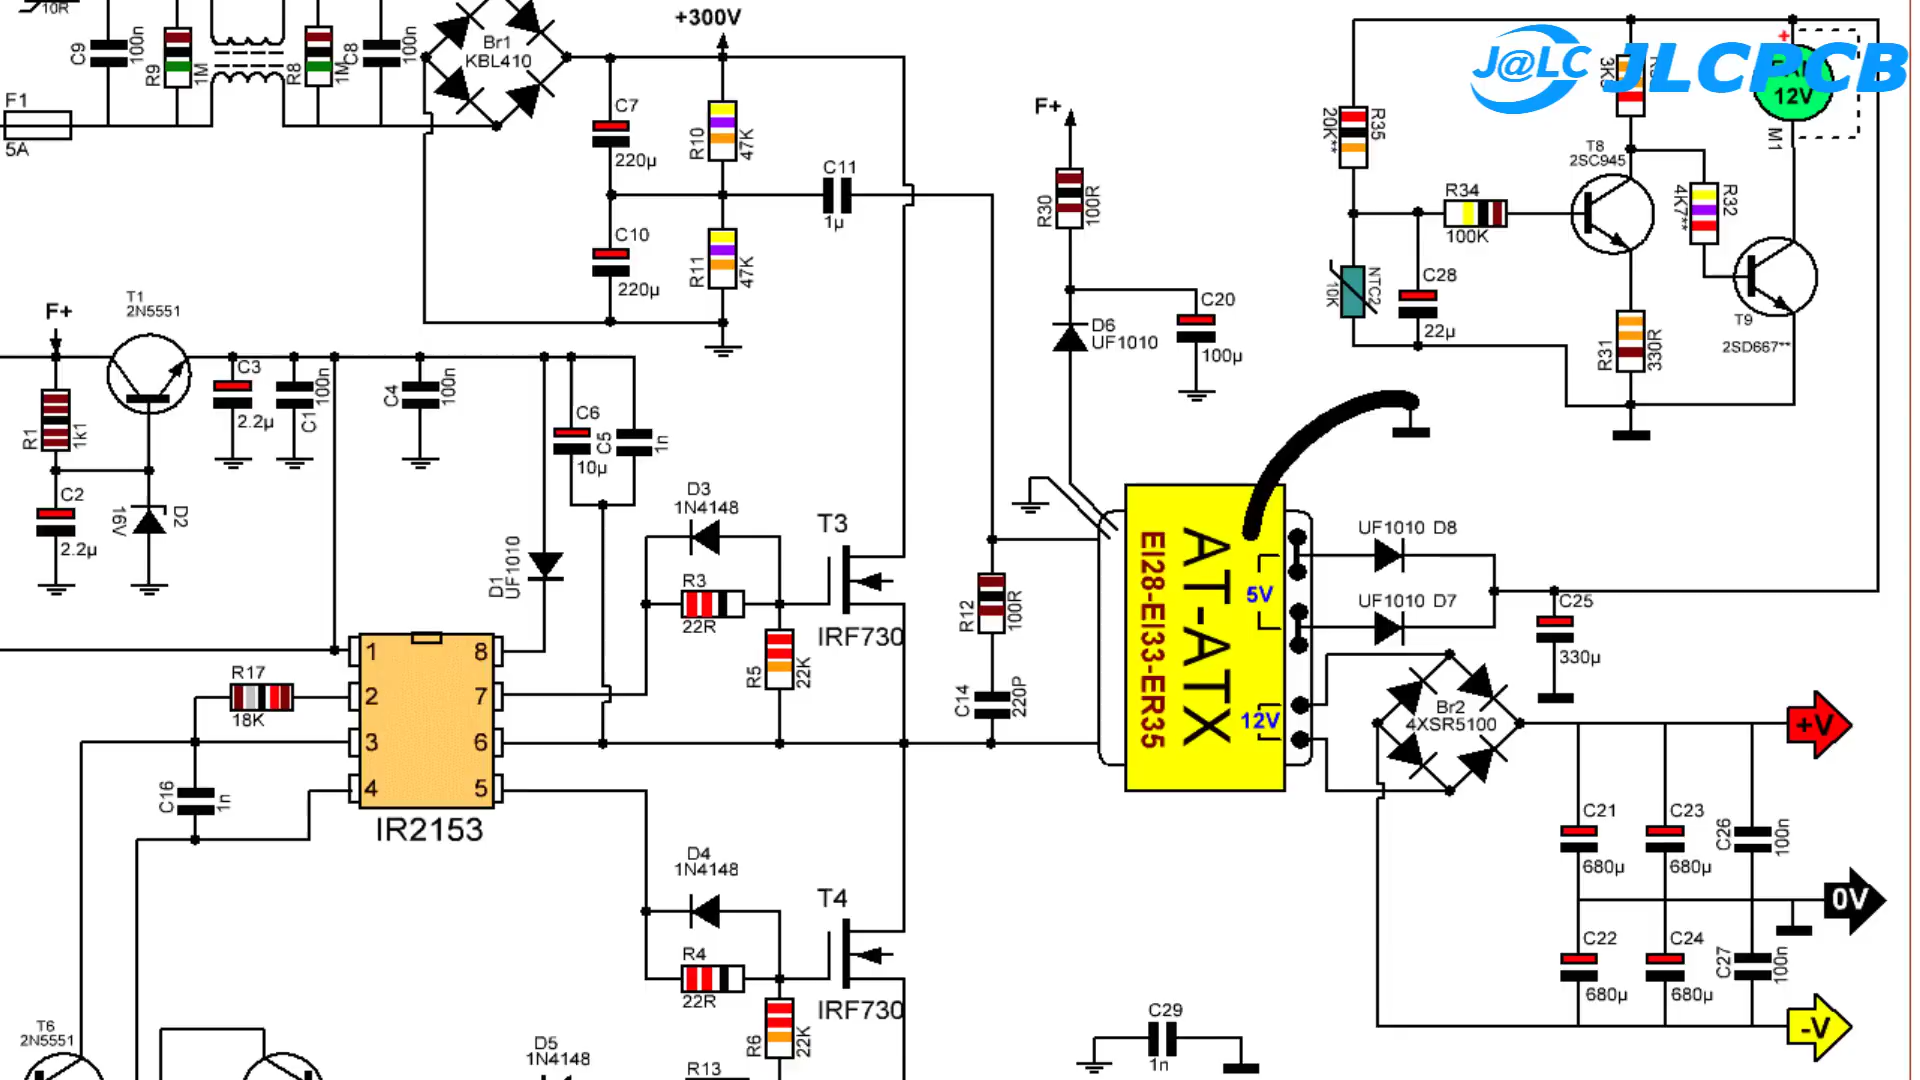 10R
C9
100n
R9
1M
R8
1M
C8
100n
F1
5A
Br1
KBL410
+300V
C7
220µ
R10
47K
C10
220µ
R11
47K
C11
1µ
F+
R30
100R
D6
UF1010
C20
100µ
R35
20K**
R34
100K
NTC2
10K
C28
22µ
T8
2SC945
R31
330R
R32
4K7**
T9
2SD667**
+
12V
M1
J@LC JLCPCB
F+
T1
2N5551
R1
1k1
C2
2.2µ
16V
D2
C3
2.2µ
C1
100n
C4
100n
C6
10µ
C5
1n
D1
UF1010
D3
1N4148
R3
22R
R5
22K
T3
IRF730
R12
100R
C14
220P
EI28-EI33-ER35
AT-ATX
5V
12V
UF1010 D8
UF1010 D7
C25
330µ
Br2
4XSR5100
+V
0V
-V
C21
680µ
C23
680µ
C26
100n
C22
680µ
C24
680µ
C27
100n
R17
18K
C16
1n
1 8
2 7
3 6
4 5
IR2153
D4
1N4148
R4
22R
R6
22K
T4
IRF730
T6
2N5551
D5
1N4148
R13
C29
1n